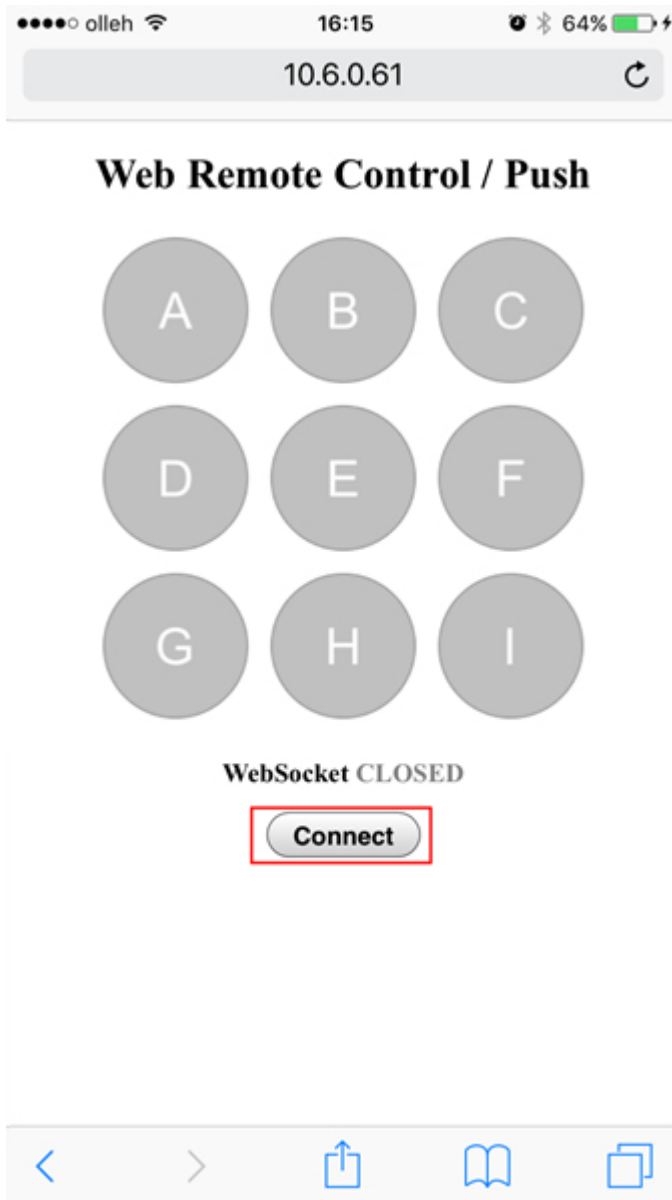 olleh 16:15 64%
10.6.0.61
Web Remote Control / Push
A B C
D E F
G H I
WebSocket CLOSED
Connect